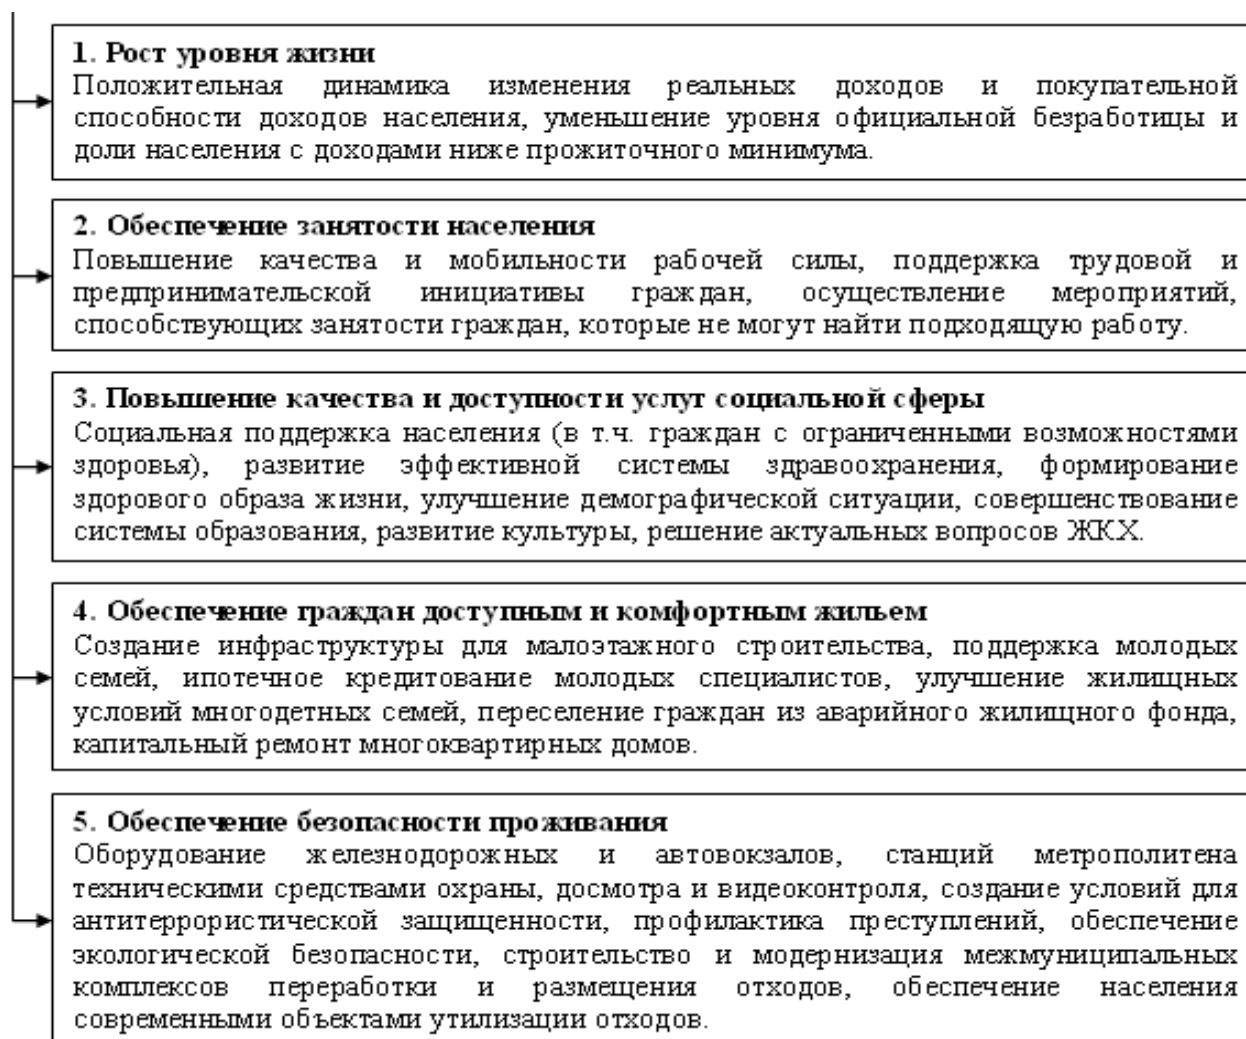 1. Рост уровня жизни
Положительная динамика изменения реальных доходов и покупательной
способности доходов населения, уменьшение уровня официальной безработицы и
доли населения с доходами ниже прожиточного минимума.
2. Обеспечение занятости населения
Повышение качества и мобильности рабочей силы, поддержка трудовой и
предпринимательской инициативы граждан, осуществление мероприятий,
способствующих занятости граждан, которые не могут найти подходящую работу.
3. Повышение качества и доступности услуг социальной сферы
Социальная поддержка населения (в т.ч. граждан с ограниченными возможностями
здоровья), развитие эффективной системы здравоохранения, формирование
здорового образа жизни, улучшение демографической ситуации, совершенствование
системы образования, развитие культуры, решение актуальных вопросов ЖКХ.
4. Обеспечение граждан доступным и комфортным жильем
Создание инфраструктуры для малоэтажного строительства, поддержка молодых
семей, ипотечное кредитование молодых специалистов, улучшение жилищных
условий многодетных семей, переселение граждан из аварийного жилищного фонда,
капитальный ремонт многоквартирных домов.
5. Обеспечение безопасности проживания
Оборудование железнодорожных и автовокзалов, станций метрополитена
техническими средствами охраны, досмотра и видеоконтроля, создание условий для
антитеррористической защищенности, профилактика преступлений, обеспечение
экологической безопасности, строительство и модернизация межмуниципальных
комплексов переработки и размещения отходов, обеспечение населения
современными объектами утилизации отходов.